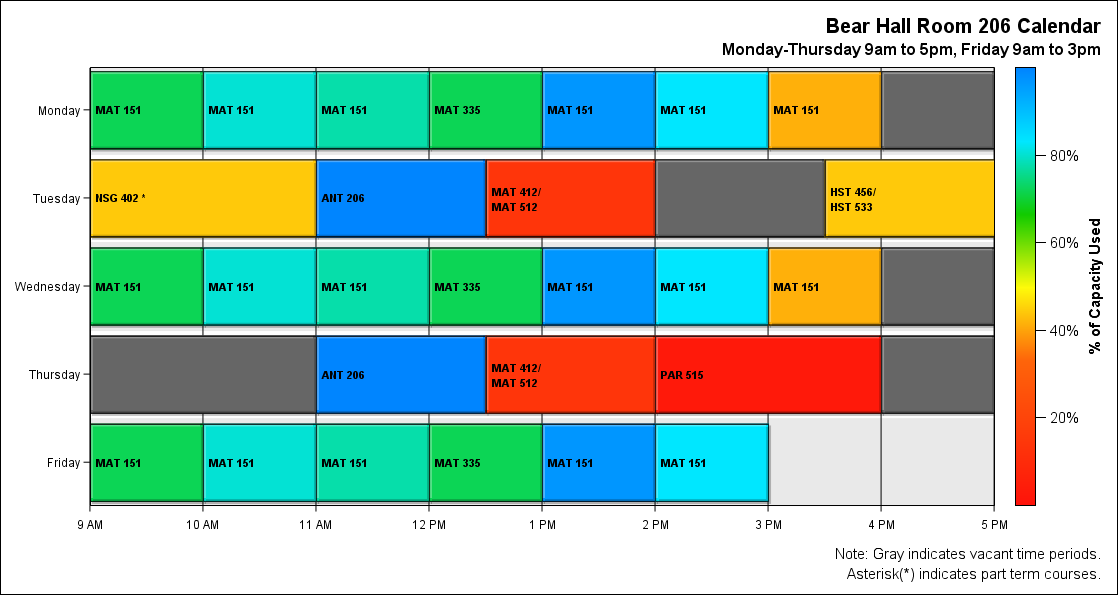 Bear Hall Room 206 Calendar
Monday-Thursday 9am to 5pm, Friday 9am to 3pm
Monday
MAT 151
MAT 151
MAT 151
MAT 335
MAT 151
MAT 151
MAT 151
Tuesday
NSG 402 *
ANT 206
MAT 412/
MAT 512
HST 456/
HST 533
Wednesday
MAT 151
MAT 151
MAT 151
MAT 335
MAT 151
MAT 151
MAT 151
Thursday
ANT 206
MAT 412/
MAT 512
PAR 515
Friday
MAT 151
MAT 151
MAT 151
MAT 335
MAT 151
MAT 151
9 AM
10 AM
11 AM
12 PM
1 PM
2 PM
3 PM
4 PM
5 PM
80%
60%
40%
20%
% of Capacity Used
Note: Gray indicates vacant time periods.
Asterisk(*) indicates part term courses.